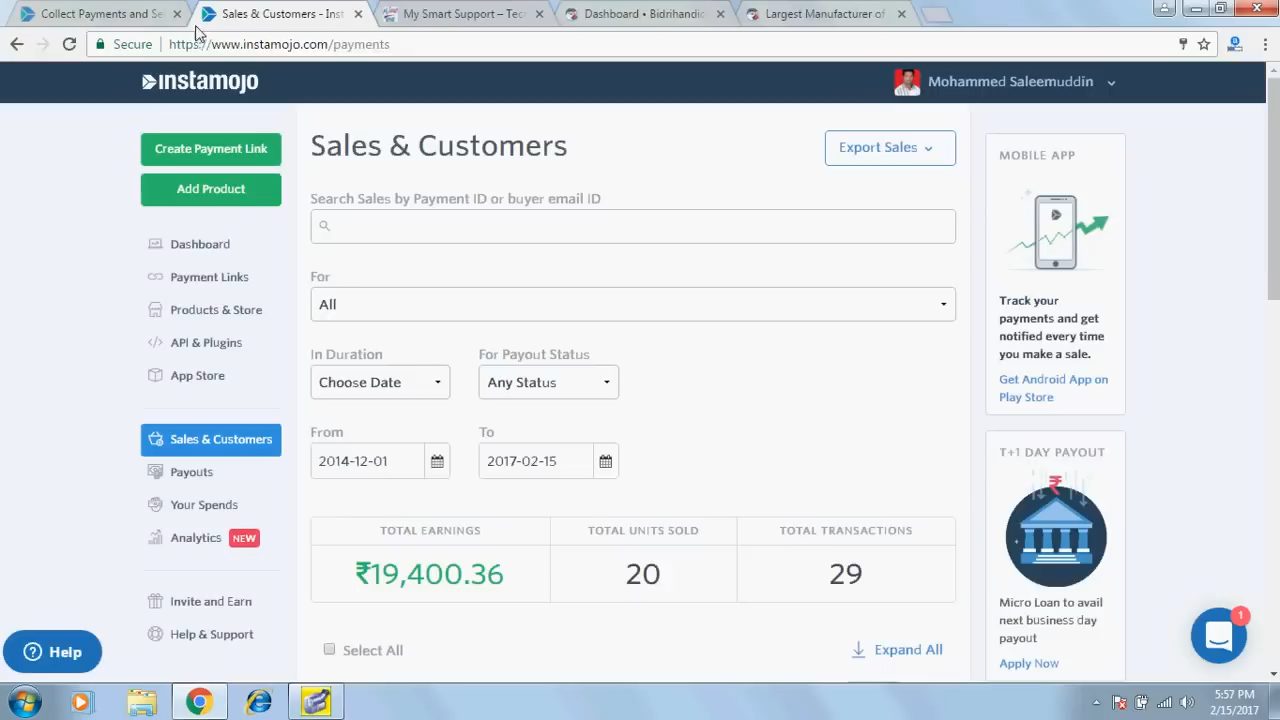 Collect Payments and Se
Sales & Customers - Inst
My Smart Support – Tec
Dashboard • Bidrihandic
Largest Manufacturer of
Secure
https://www.instamojo.com/payments
instamojo
Mohammed Saleemuddin
Create Payment Link
Add Product
Dashboard
Payment Links
Products & Store
API & Plugins
App Store
Sales & Customers
Payouts
Your Spends
Analytics NEW
Invite and Earn
Help & Support
Help
Sales & Customers
Export Sales
Search Sales by Payment ID or buyer email ID
For
All
In Duration
For Payout Status
Choose Date
Any Status
From
To
2014-12-01
2017-02-15
TOTAL EARNINGS
TOTAL UNITS SOLD
TOTAL TRANSACTIONS
₹19,400.36
20
29
Select All
Expand All
MOBILE APP
Track your
payments and get
notified every time
you make a sale.
Get Android App on
Play Store
T+1 DAY PAYOUT
Micro Loan to avail
next business day
payout
Apply Now
1
5:57 PM
2/15/2017